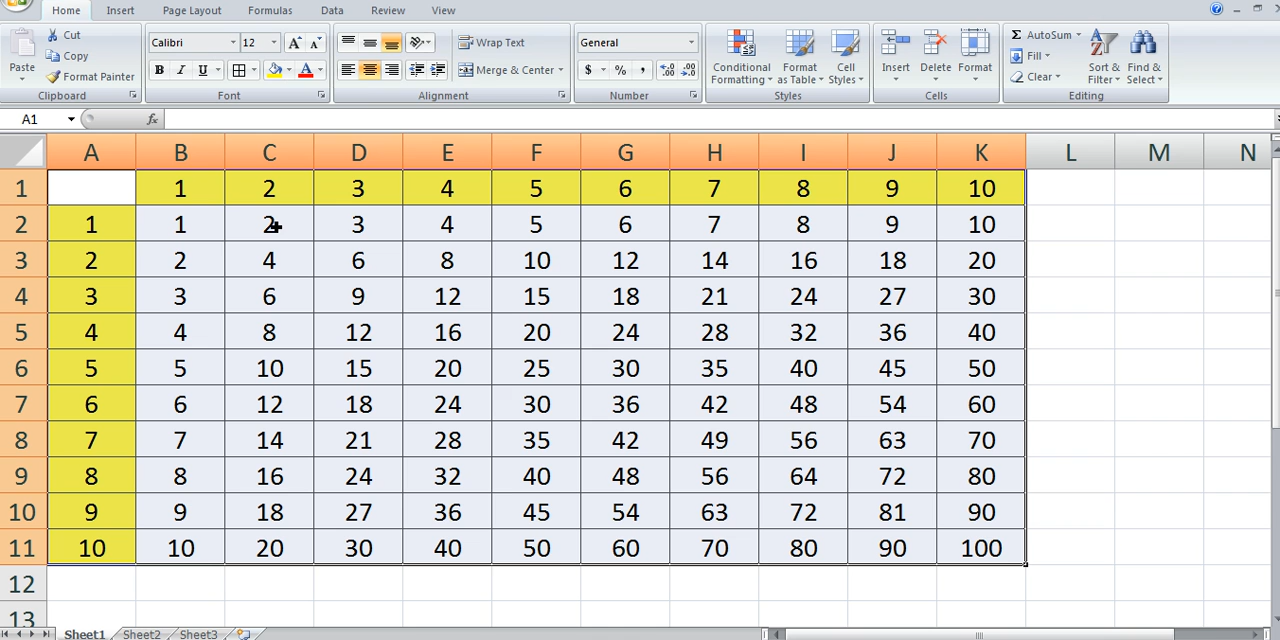 Home Insert Page Layout Formulas Data Review View
Cut
Copy
Format Painter
Paste
Clipboard
Calibri 12 A A
B I U A
Font
Wrap Text
Merge & Center
Alignment
General
$ % , .0 .00 .00 .0
Number
Conditional Formatting
Format as Table
Cell Styles
Styles
Insert Delete Format
Cells
Σ AutoSum
Fill
Clear
Sort & Filter
Find & Select
Editing
A1 fx
A B C D E F G H I J K L M N
1 1 2 3 4 5 6 7 8 9 10
2 1 1 2 3 4 5 6 7 8 9 10
3 2 2 4 6 8 10 12 14 16 18 20
4 3 3 6 9 12 15 18 21 24 27 30
5 4 4 8 12 16 20 24 28 32 36 40
6 5 5 10 15 20 25 30 35 40 45 50
7 6 6 12 18 24 30 36 42 48 54 60
8 7 7 14 21 28 35 42 49 56 63 70
9 8 8 16 24 32 40 48 56 64 72 80
10 9 9 18 27 36 45 54 63 72 81 90
11 10 10 20 30 40 50 60 70 80 90 100
12
13
Sheet1 Sheet2 Sheet3